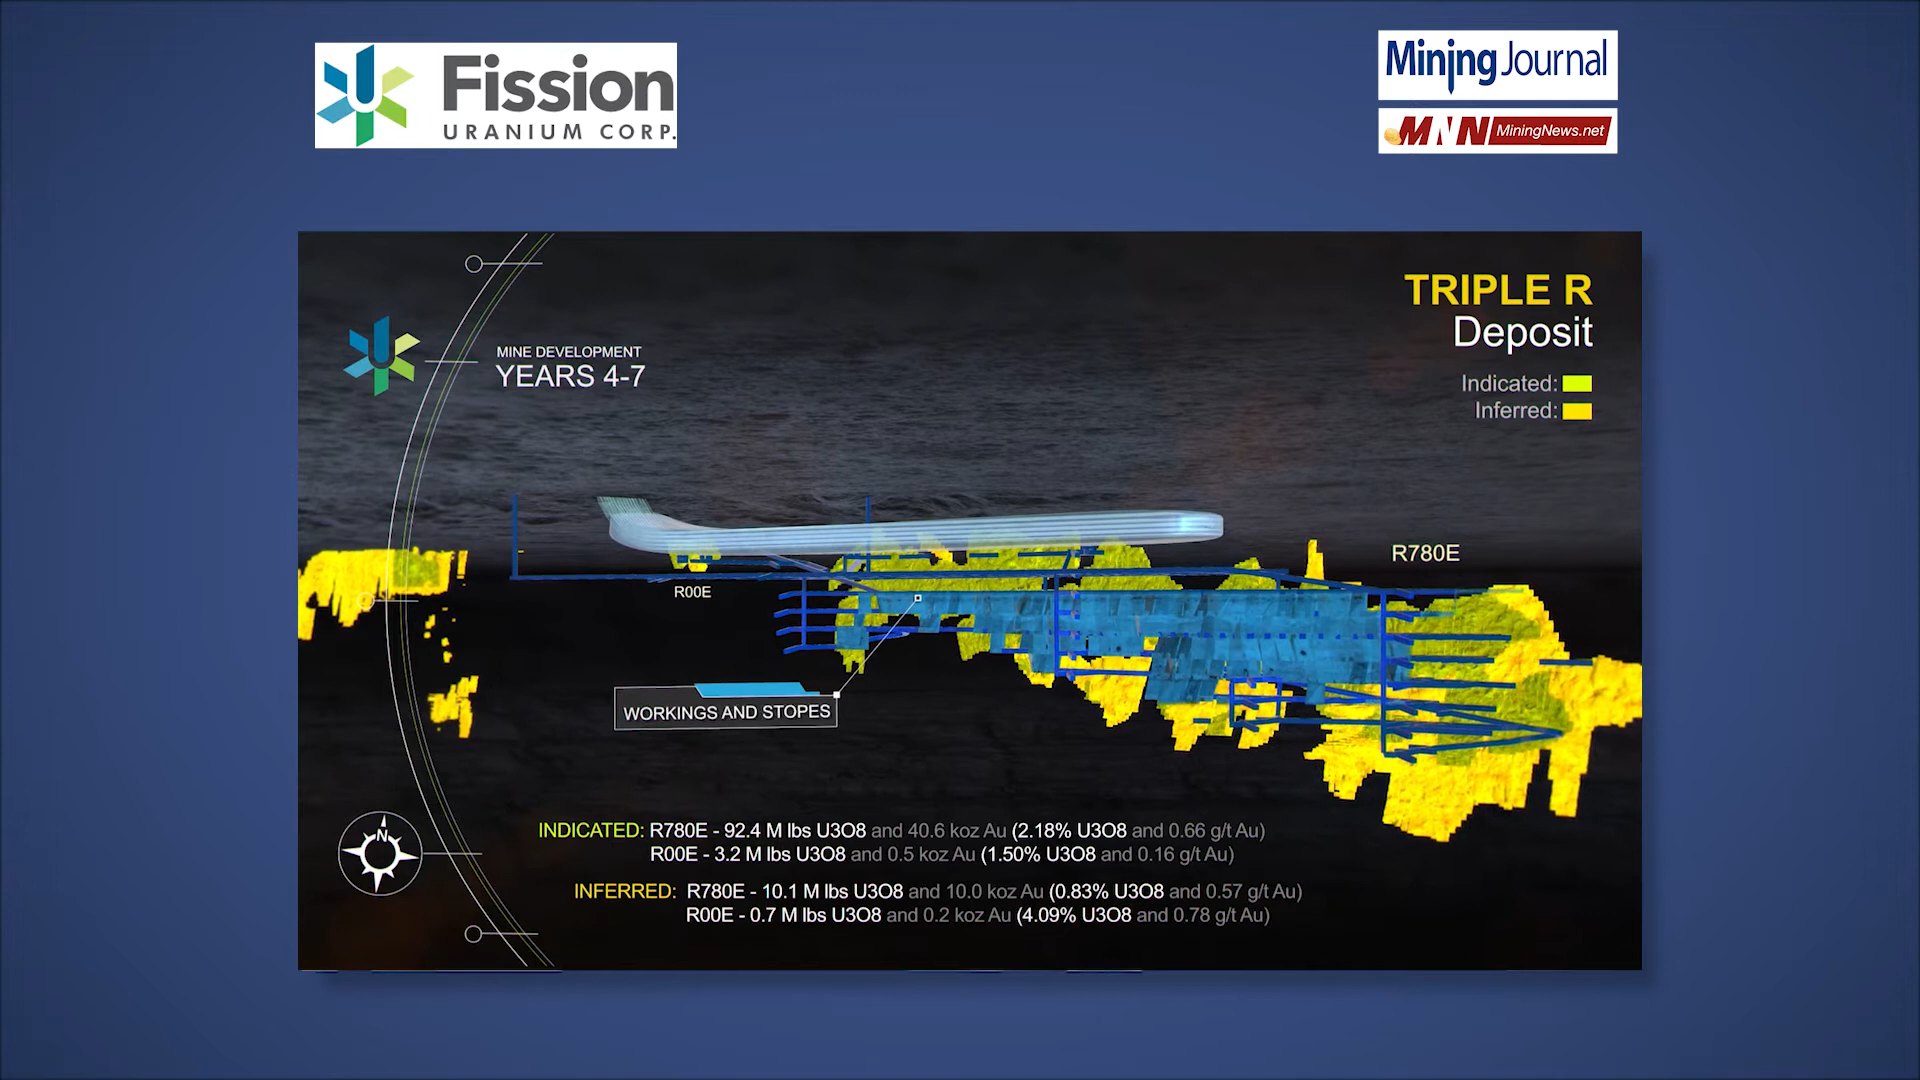 Fission
URANIUM CORP.
Mining Journal
MNN MiningNews.net
TRIPLE R
Deposit
Indicated:
Inferred:
MINE DEVELOPMENT
YEARS 4-7
R780E
R00E
WORKINGS AND STOPES
N
INDICATED: R780E - 92.4 M lbs U3O8 and 40.6 koz Au (2.18% U3O8 and 0.66 g/t Au)
R00E - 3.2 M lbs U3O8 and 0.5 koz Au (1.50% U3O8 and 0.16 g/t Au)
INFERRED: R780E - 10.1 M lbs U3O8 and 10.0 koz Au (0.83% U3O8 and 0.57 g/t Au)
R00E - 0.7 M lbs U3O8 and 0.2 koz Au (4.09% U3O8 and 0.78 g/t Au)